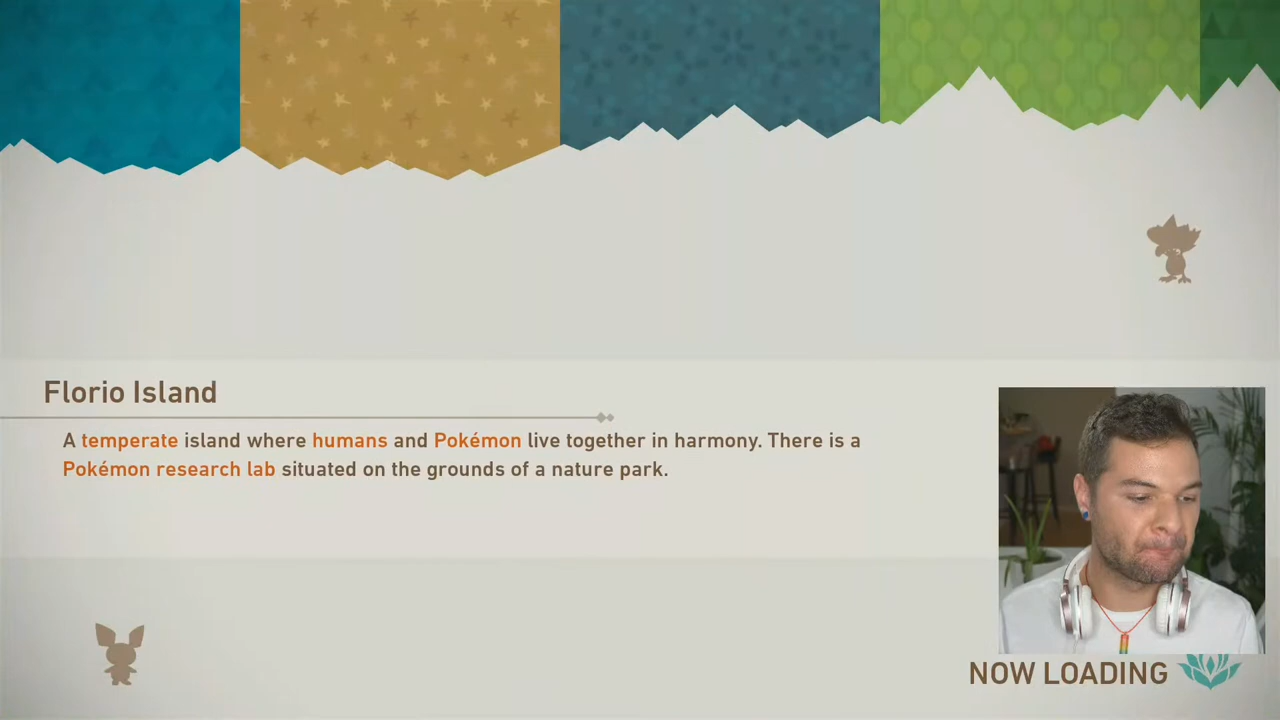 Florio Island
A temperate island where humans and Pokémon live together in harmony. There is a
Pokémon research lab situated on the grounds of a nature park.
NOW LOADING